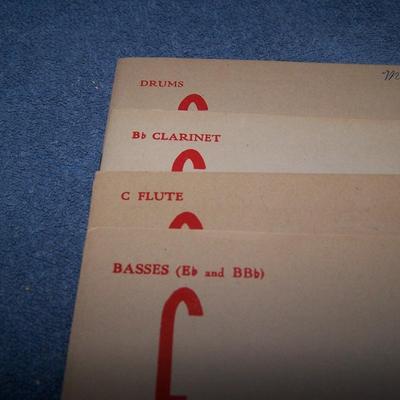 DRUMS
B♭ CLARINET
C FLUTE
BASSES (E♭ and BB♭)